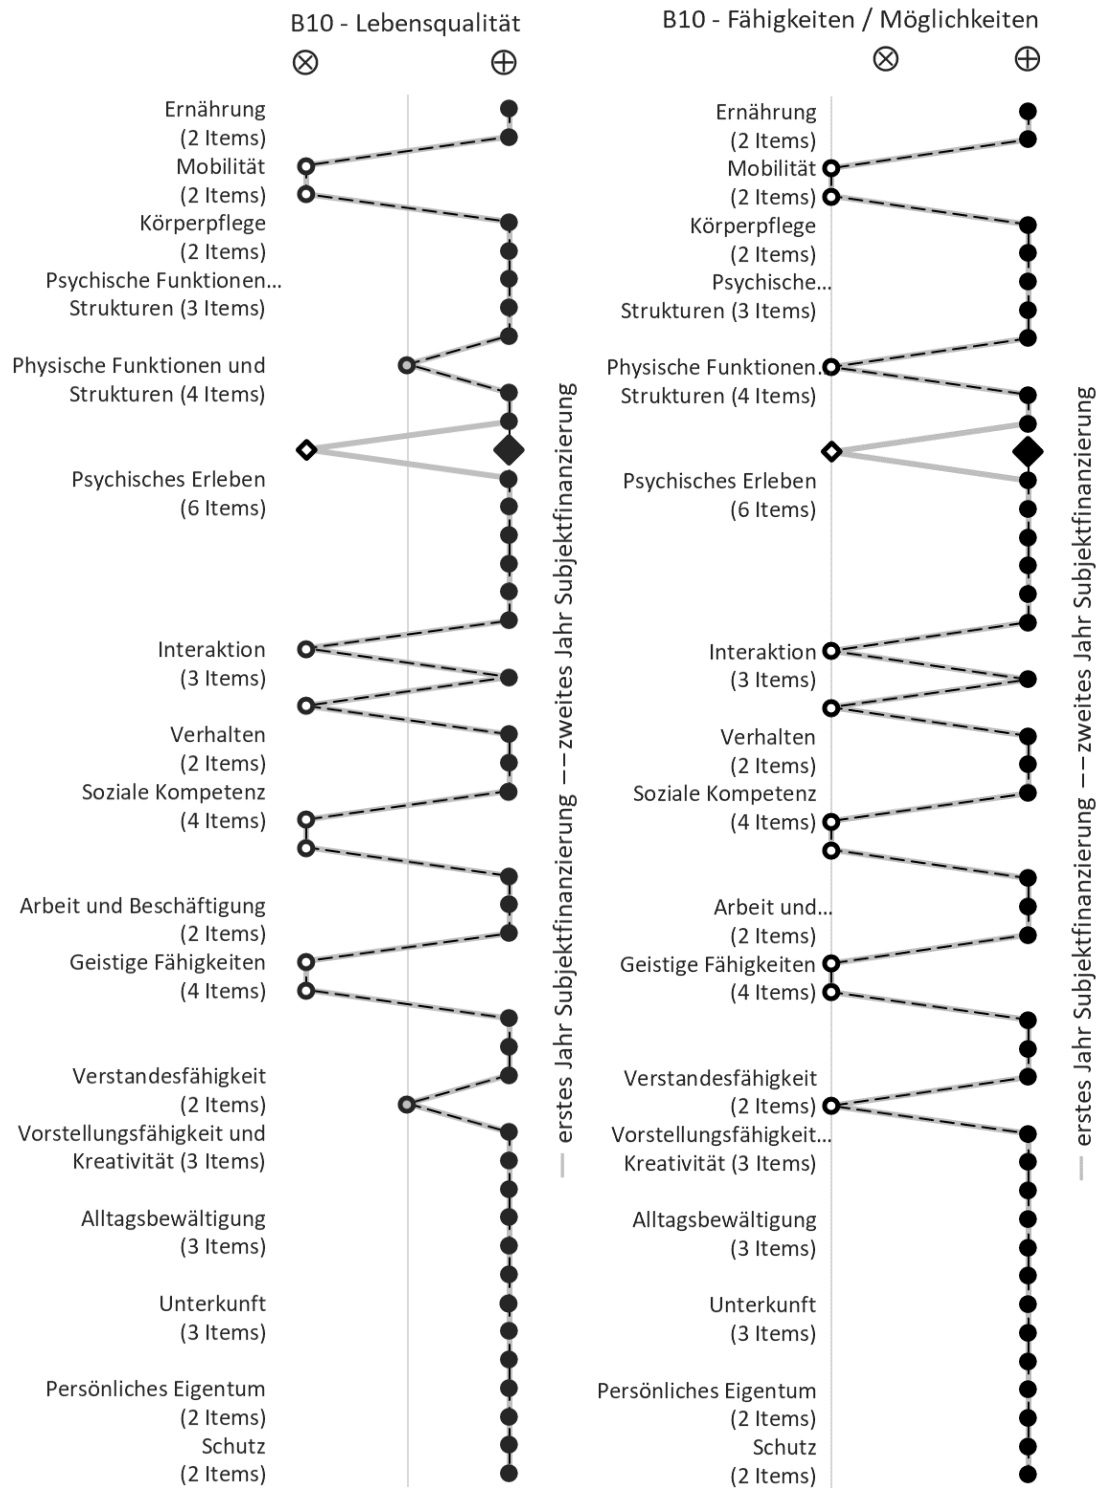 B10 - Lebensqualität
Ernährung
(2 Items)
Mobilität
(2 Items)
Körperpflege
(2 Items)
Psychische Funktionen...
Strukturen (3 Items)
Physische Funktionen und
Strukturen (4 Items)
Psychisches Erleben
(6 Items)
Interaktion
(3 Items)
Verhalten
(2 Items)
Soziale Kompetenz
(4 Items)
Arbeit und Beschäftigung
(2 Items)
Geistige Fähigkeiten
(4 Items)
Verstandesfähigkeit
(2 Items)
Vorstellungsfähigkeit und
Kreativität (3 Items)
Alltagsbewältigung
(3 Items)
Unterkunft
(3 Items)
Persönliches Eigentum
(2 Items)
Schutz
(2 Items)
erstes Jahr Subjektfinanzierung zweites Jahr Subjektfinanzierung
B10 - Fähigkeiten / Möglichkeiten
Ernährung
(2 Items)
Mobilität
(2 Items)
Körperpflege
(2 Items)
Psychische...
Strukturen (3 Items)
Physische Funktionen...
Strukturen (4 Items)
Psychisches Erleben
(6 Items)
Interaktion
(3 Items)
Verhalten
(2 Items)
Soziale Kompetenz
(4 Items)
Arbeit und...
(2 Items)
Geistige Fähigkeiten
(4 Items)
Verstandesfähigkeit
(2 Items)
Vorstellungsfähigkeit...
Kreativität (3 Items)
Alltagsbewältigung
(3 Items)
Unterkunft
(3 Items)
Persönliches Eigentum
(2 Items)
Schutz
(2 Items)
erstes Jahr Subjektfinanzierung zweites Jahr Subjektfinanzierung